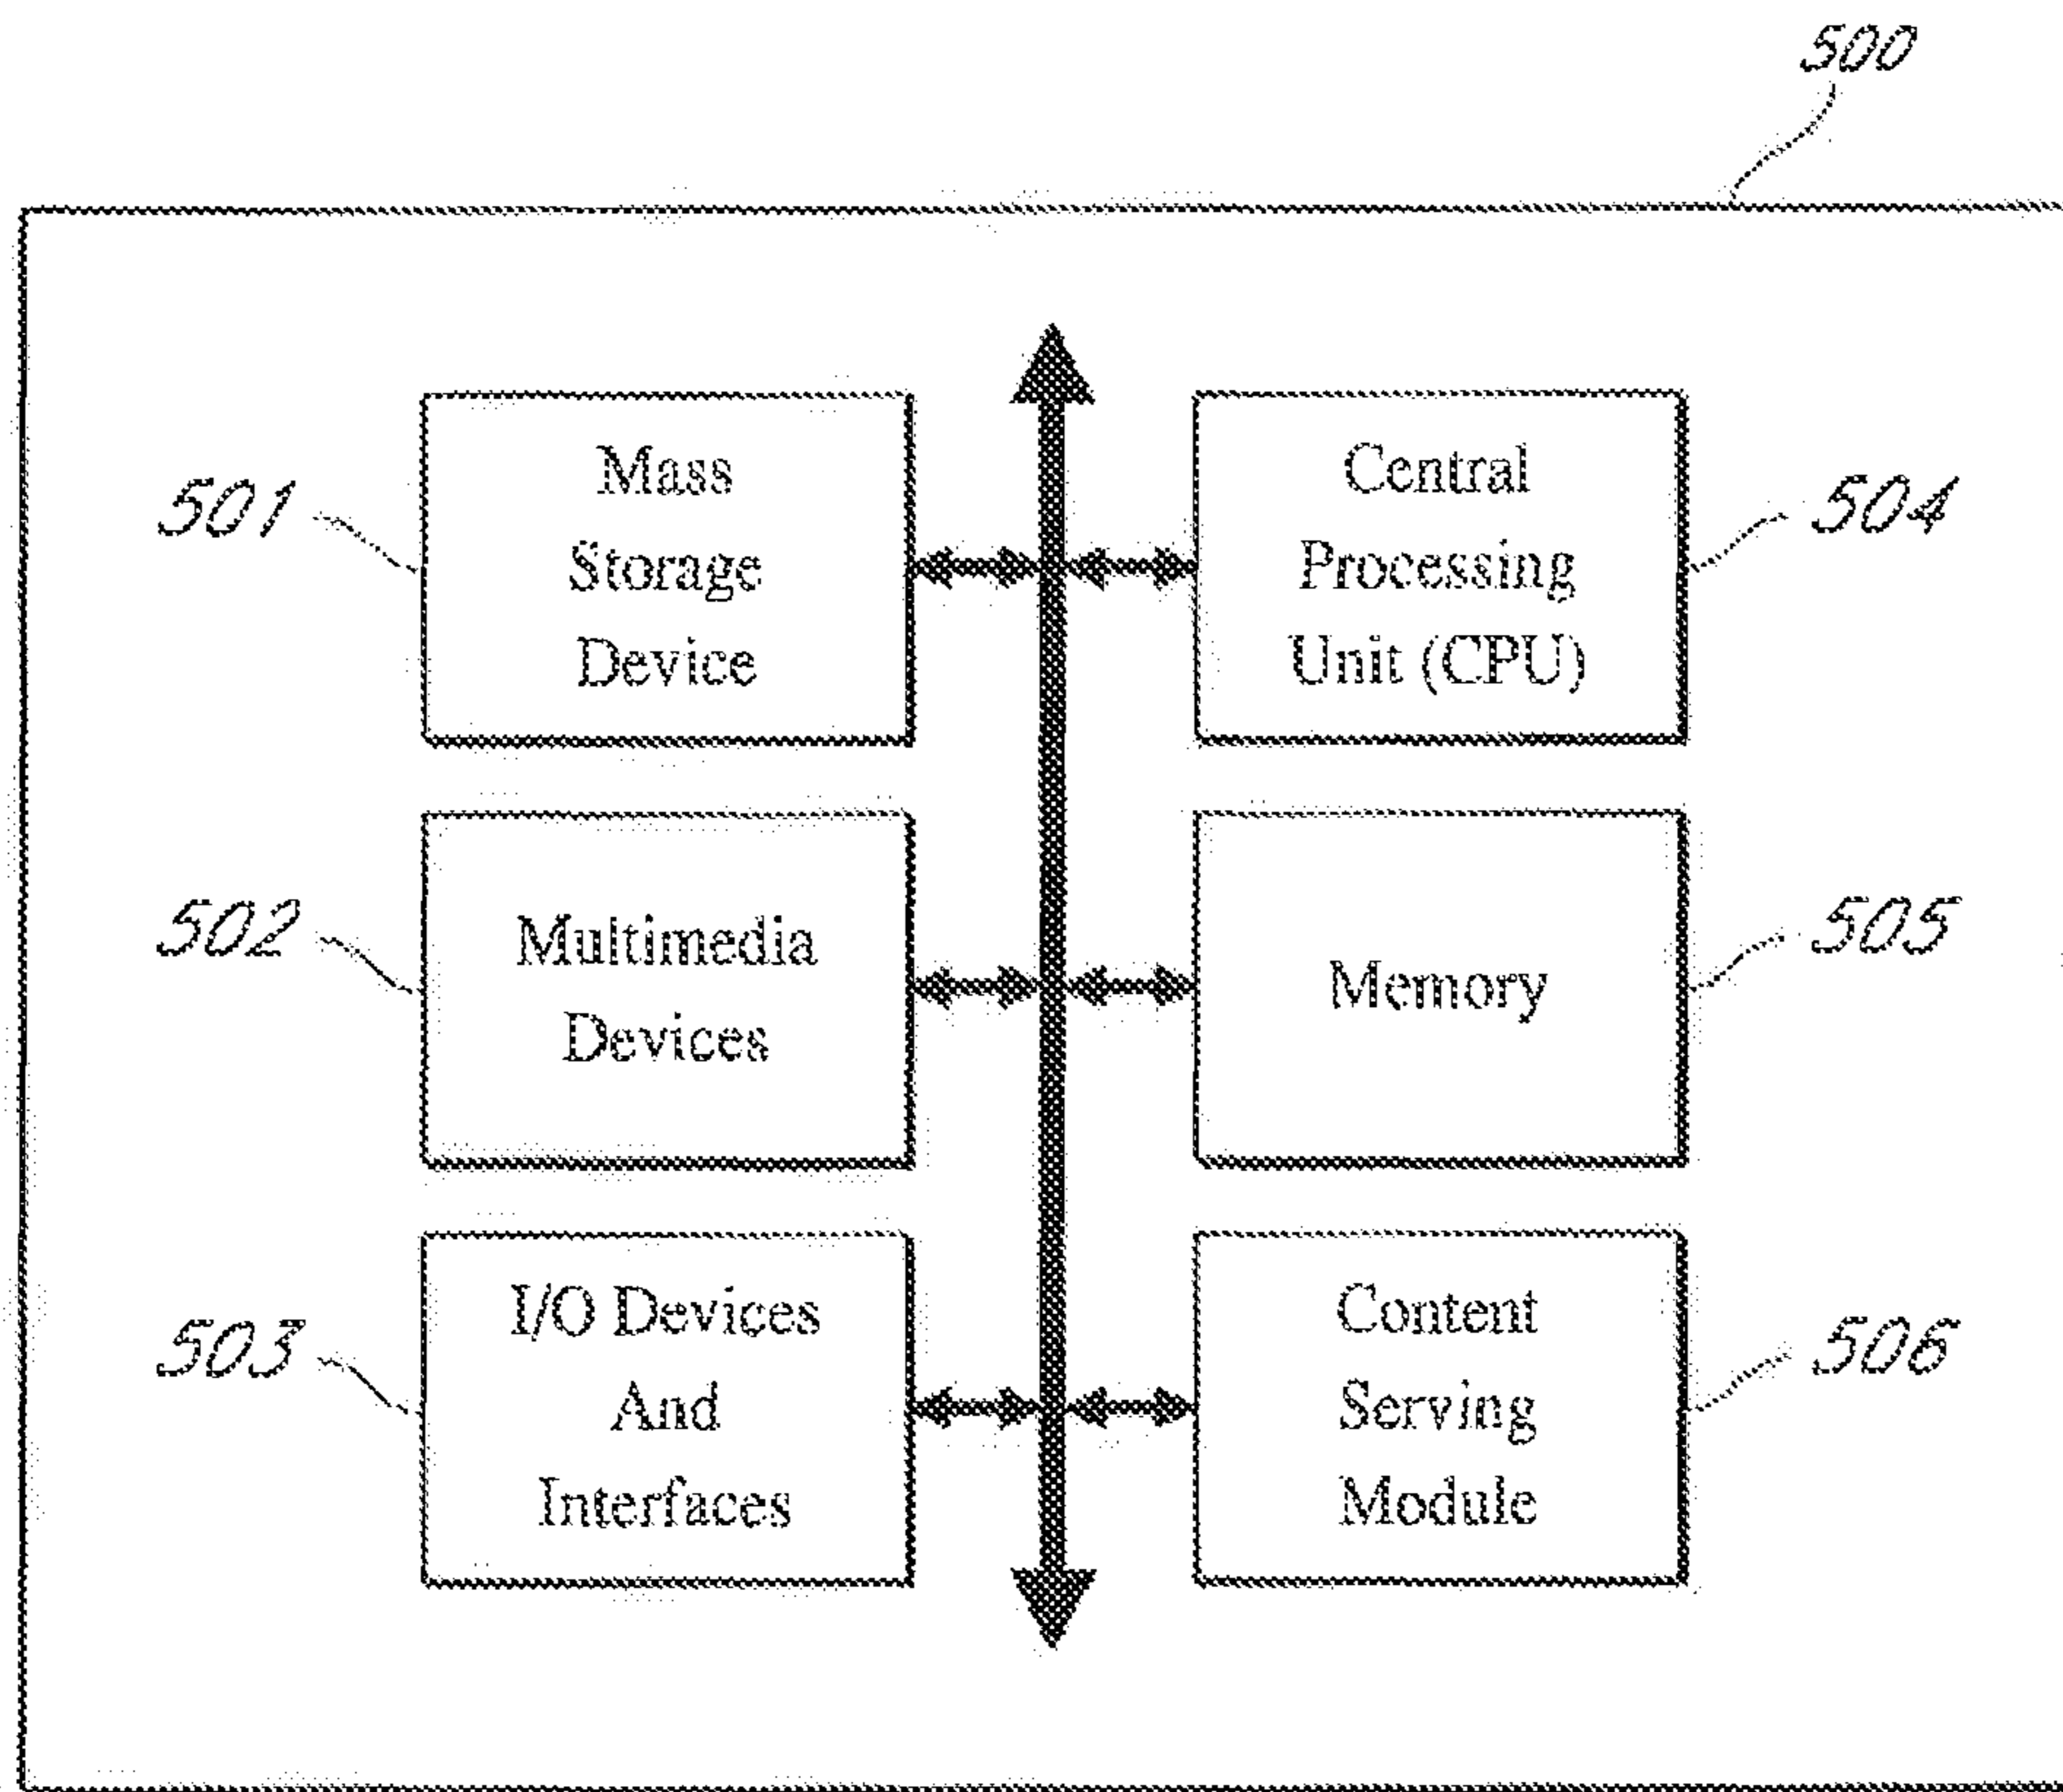 500
501
Mass
Storage
Device
Central
Processing
Unit (CPU)
504
502
Multimedia
Devices
Memory
505
503
I/O Devices
And
Interfaces
Content
Serving
Module
506